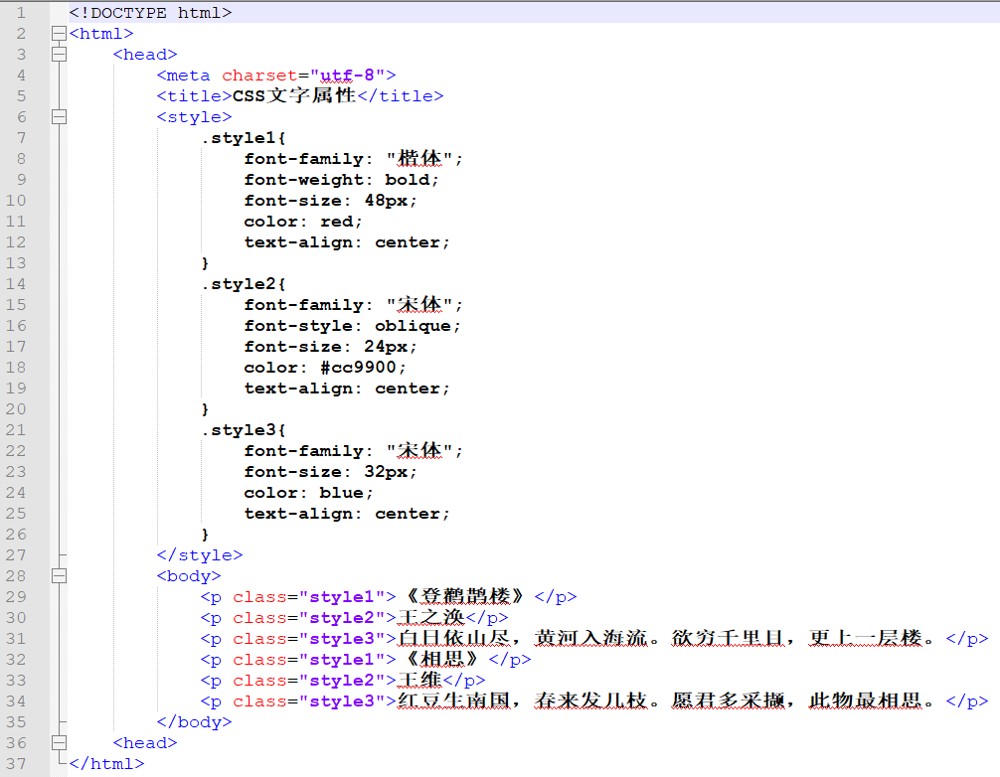 1 <!DOCTYPE html>
2 <html>
3 <head>
4 <meta charset="utf-8">
5 <title>CSS文字属性</title>
6 <style>
7 .style1{
8 font-family: "楷体";
9 font-weight: bold;
10 font-size: 48px;
11 color: red;
12 text-align: center;
13 }
14 .style2{
15 font-family: "宋体";
16 font-style: oblique;
17 font-size: 24px;
18 color: #cc9900;
19 text-align: center;
20 }
21 .style3{
22 font-family: "宋体";
23 font-size: 32px;
24 color: blue;
25 text-align: center;
26 }
27 </style>
28 <body>
29 <p class="style1">《登鹳鹊楼》</p>
30 <p class="style2">王之涣</p>
31 <p class="style3">白日依山尽，黄河入海流。欲穷千里目，更上一层楼。</p>
32 <p class="style1">《相思》</p>
33 <p class="style2">王维</p>
34 <p class="style3">红豆生南国，春来发几枝。愿君多采撷，此物最相思。</p>
35 </body>
36 <head>
37 </html>